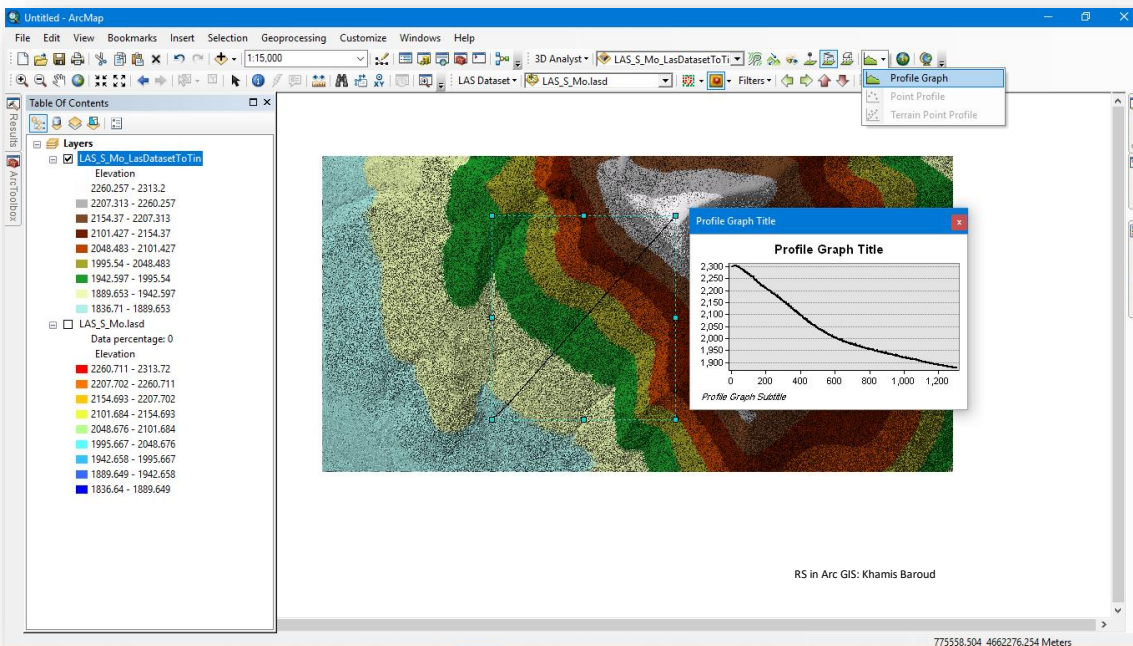 Untitled - ArcMap
File Edit View Bookmarks Insert Selection Geoprocessing Customize Windows Help
1:15,000
3D Analyst
LAS_S_Mo_LasDatasetToTi
LAS Dataset
LAS_S_Mo.lasd
Filters
Profile Graph
Point Profile
Terrain Point Profile
Results
ArcToolbox
Table Of Contents
Layers
LAS_S_Mo_LasDatasetToTin
Elevation
2260.257 - 2313.2
2207.313 - 2260.257
2154.37 - 2207.313
2101.427 - 2154.37
2048.483 - 2101.427
1995.54 - 2048.483
1942.597 - 1995.54
1889.653 - 1942.597
1836.71 - 1889.653
LAS_S_Mo.lasd
Data percentage: 0
Elevation
2260.711 - 2313.72
2207.702 - 2260.711
2154.693 - 2207.702
2101.684 - 2154.693
2048.676 - 2101.684
1995.667 - 2048.676
1942.658 - 1995.667
1889.649 - 1942.658
1836.64 - 1889.649
Profile Graph Title
Profile Graph Title
2,300
2,250
2,200
2,150
2,100
2,050
2,000
1,950
1,900
0 200 400 600 800 1,000 1,200
Profile Graph Subtitle
RS in Arc GIS: Khamis Baroud
775558.504 4662276.254 Meters